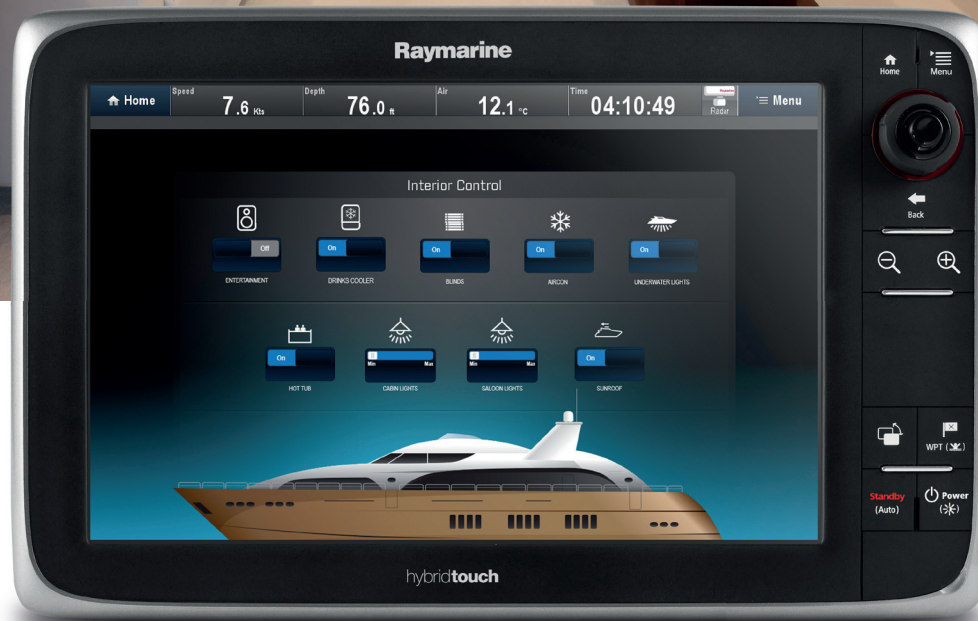 Raymarine
Home
Menu
Home
Speed
7.6 Kts
Depth
76.0 ft
Air
12.1 °C
Time
04:10:49
Radar
Menu
Back
Interior Control
Off
On
On
On
On
ENTERTAINMENT
DRINKS COOLER
BLINDS
AIRCON
UNDERWATER LIGHTS
On
Min
Max
Min
Max
On
HOT TUB
CABIN LIGHTS
SALOON LIGHTS
SUNROOF
WPT
Standby
(Auto)
Power
hybridtouch